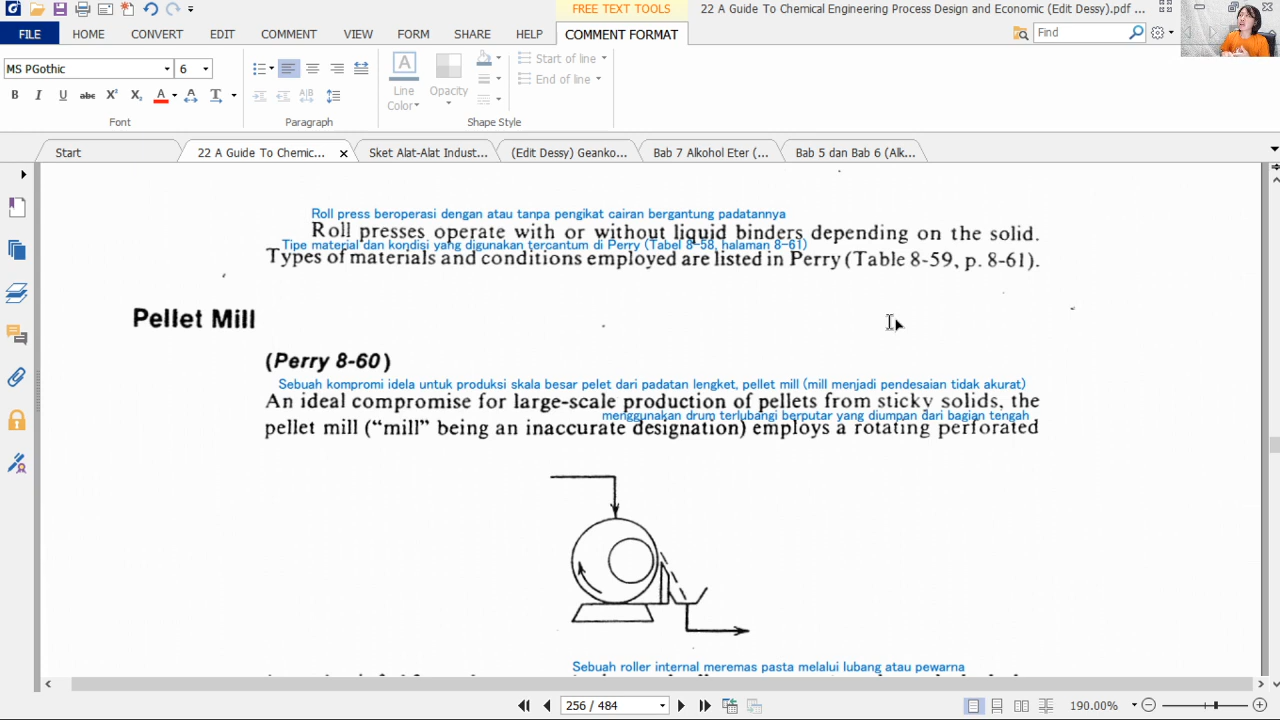 FREE TEXT TOOLS
22 A Guide To Chemical Engineering Process Design and Economic (Edit Dessy).pdf ...
FILE HOME CONVERT EDIT COMMENT VIEW FORM SHARE HELP COMMENT FORMAT
Find
MS PGothic 6
Start of line
End of line
B I U abc X² X₂ A A T
Line Color
Opacity
Font Paragraph Shape Style
Start 22 A Guide To Chemic... Sket Alat-Alat Indust... (Edit Dessy) Geanko... Bab 7 Alkohol Eter (... Bab 5 dan Bab 6 (Alk...
Roll press beroperasi dengan atau tanpa pengikat cairan bergantung padatannya
Roll presses operate with or without liquid binders depending on the solid.
Tipe material dan kondisi yang digunakan tercantum di Perry (Tabel 8-58, halaman 8-61)
Types of materials and conditions employed are listed in Perry (Table 8-59, p. 8-61).
Pellet Mill
(Perry 8-60)
Sebuah kompromi idela untuk produksi skala besar pelet dari padatan lengket, pellet mill (mill menjadi pendesaian tidak akurat)
An ideal compromise for large-scale production of pellets from sticky solids, the
menggunakan drum terlubangi berputar yang diumpan dari bagian tengah
pellet mill ("mill" being an inaccurate designation) employs a rotating perforated
Sebuah roller internal meremas pasta melalui lubang atau pewarna
256 / 484
190.00%